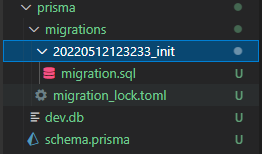 prisma
migrations
20220512123233_init
migration.sql U
migration_lock.toml U
dev.db U
schema.prisma U